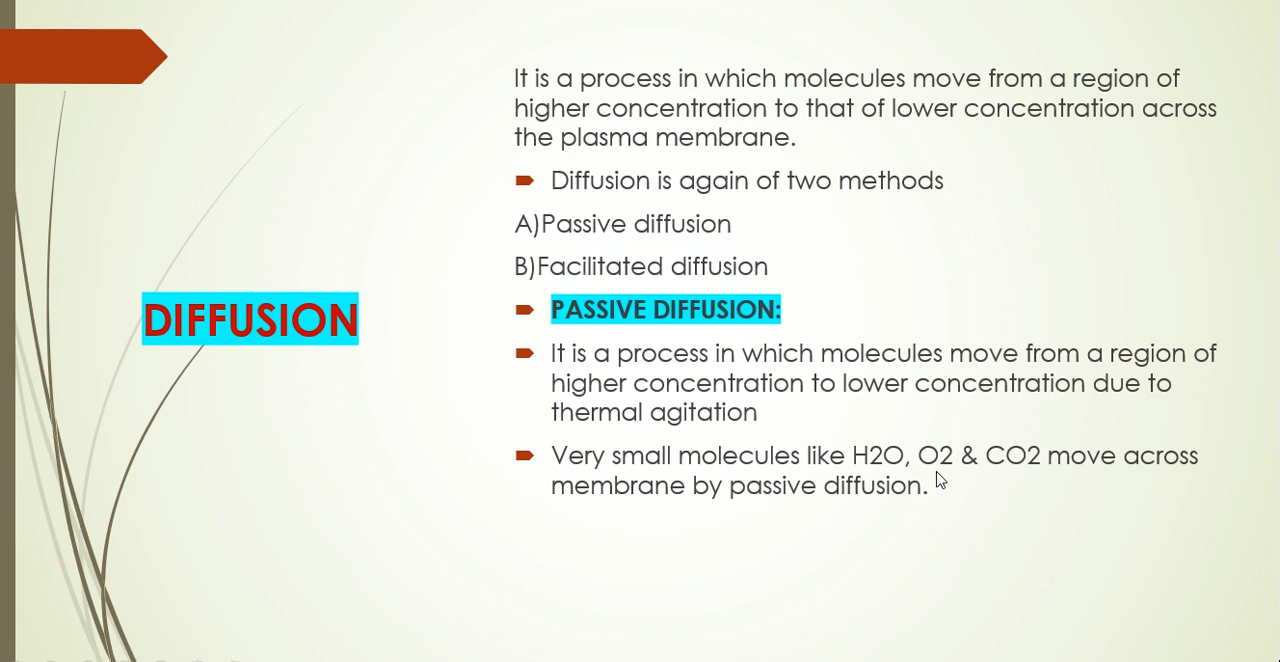 DIFFUSION
It is a process in which molecules move from a region of
higher concentration to that of lower concentration across
the plasma membrane.
Diffusion is again of two methods
A)Passive diffusion
B)Facilitated diffusion
PASSIVE DIFFUSION:
It is a process in which molecules move from a region of
higher concentration to lower concentration due to
thermal agitation
Very small molecules like H2O, O2 & CO2 move across
membrane by passive diffusion.